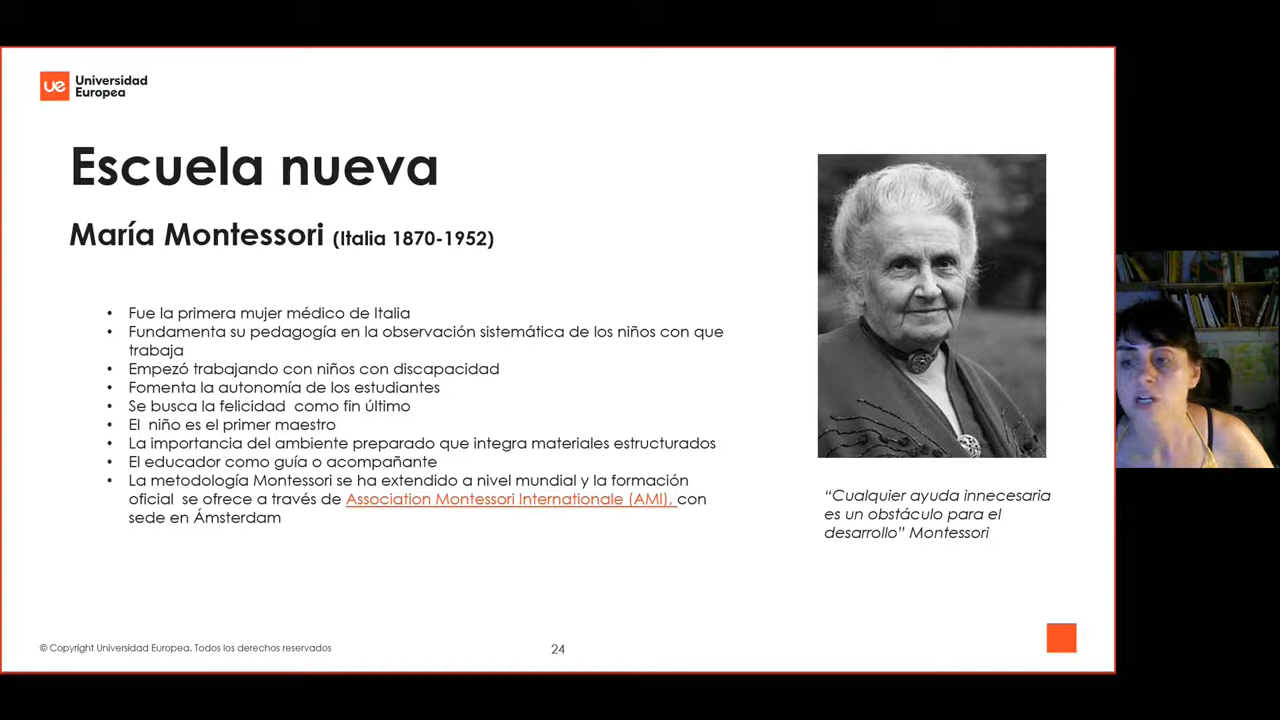 ue Universidad
Europea
Escuela nueva
María Montessori (Italia 1870-1952)
• Fue la primera mujer médico de Italia
• Fundamenta su pedagogía en la observación sistemática de los niños con que
trabaja
• Empezó trabajando con niños con discapacidad
• Fomenta la autonomía de los estudiantes
• Se busca la felicidad  como fin último
• El  niño es el primer maestro
• La importancia del ambiente preparado que integra materiales estructurados
• El educador como guía o acompañante
• La metodología Montessori se ha extendido a nivel mundial y la formación
oficial  se ofrece a través de Association Montessori Internationale (AMI), con
sede en Ámsterdam
“Cualquier ayuda innecesaria
es un obstáculo para el
desarrollo” Montessori
© Copyright Universidad Europea. Todos los derechos reservados
24